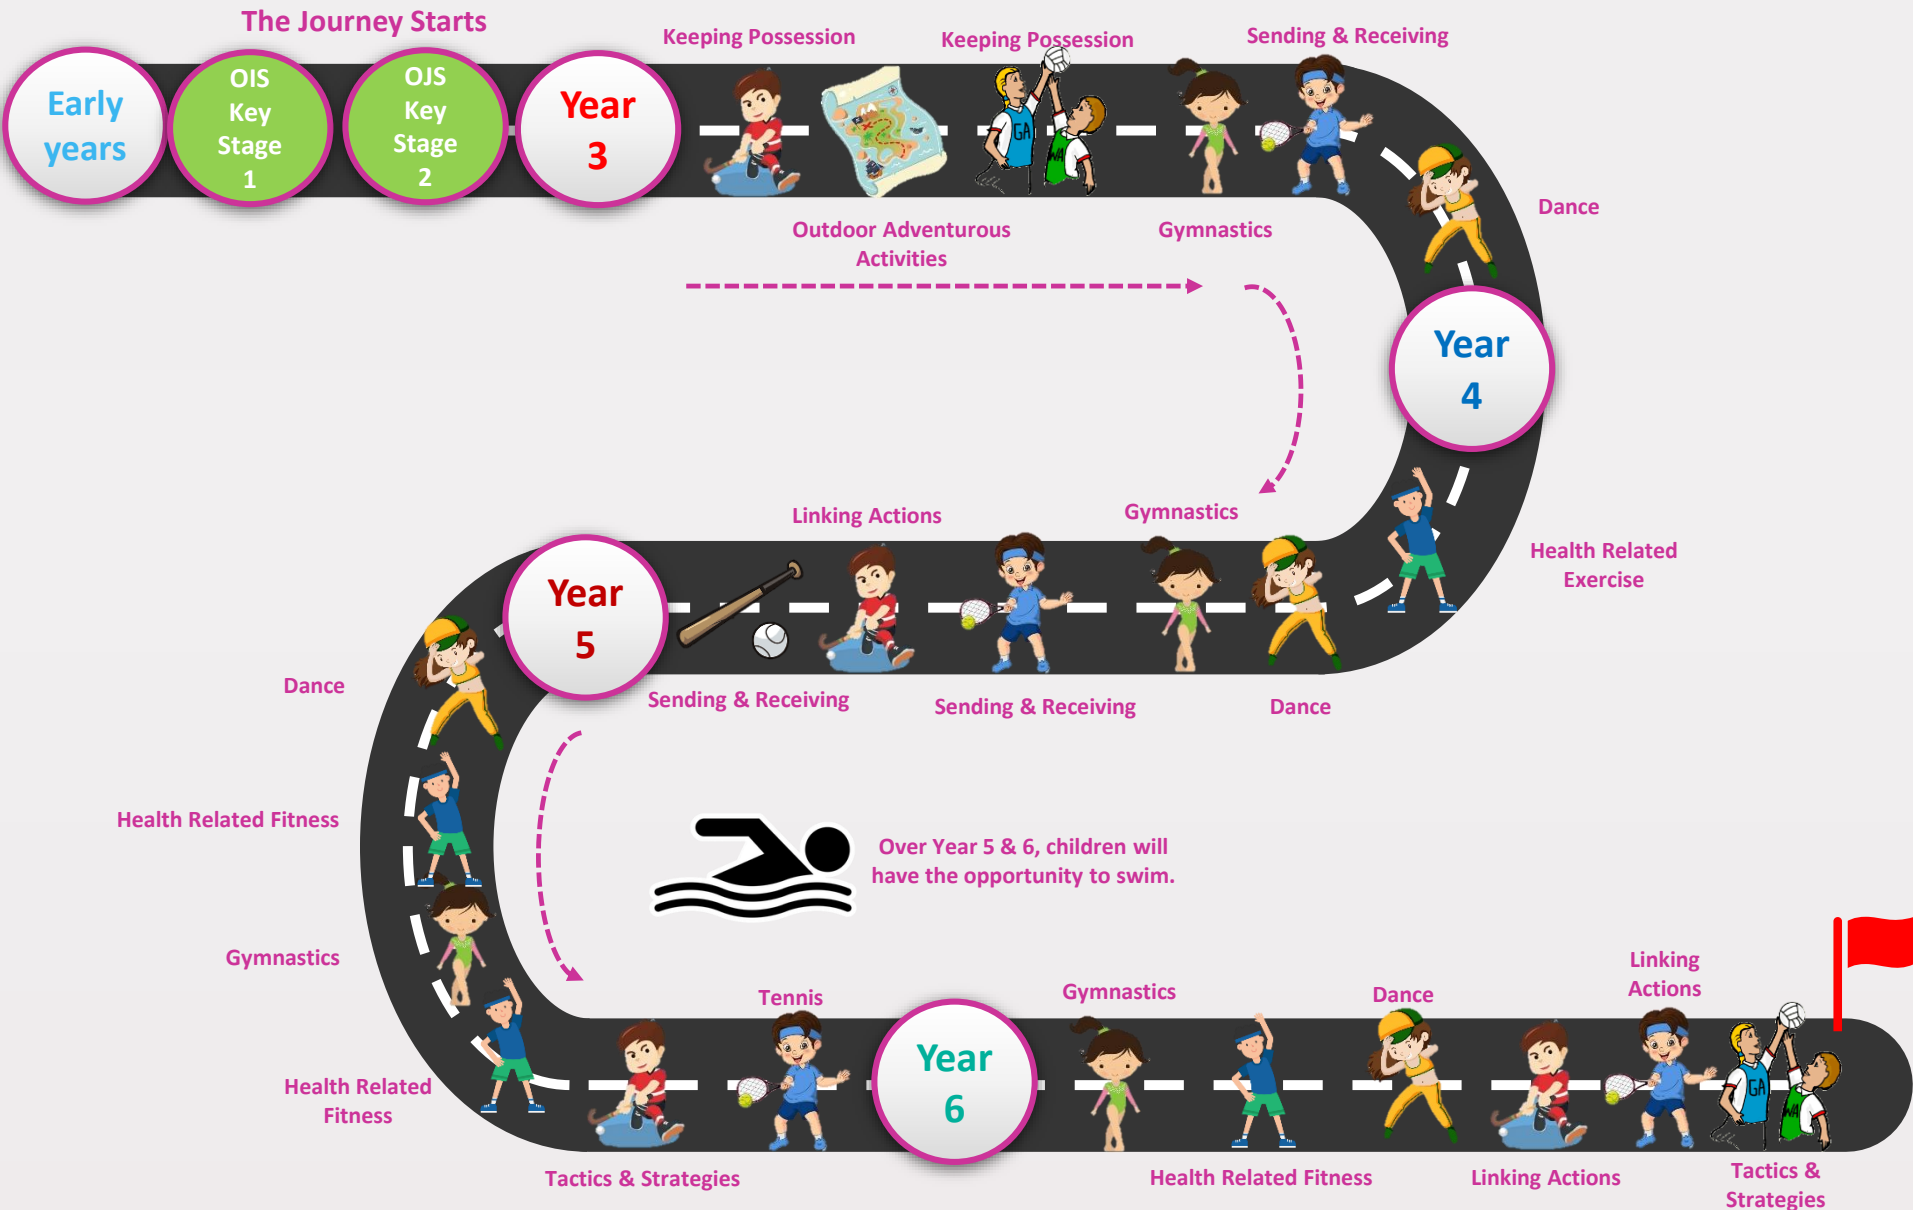 The Journey Starts
Early
years
OIS
Key
Stage
1
OJS
Key
Stage
2
Year
3
Keeping Possession
Outdoor Adventurous
Activities
Keeping Possession
GA
WA
Gymnastics
Sending & Receiving
Dance
Year
4
Health Related
Exercise
Dance
Gymnastics
Sending & Receiving
Linking Actions
Sending & Receiving
Year
5
Dance
Health Related Fitness
Gymnastics
Health Related
Fitness
Over Year 5 & 6, children will
have the opportunity to swim.
Tactics & Strategies
Tennis
Year
6
Gymnastics
Health Related Fitness
Dance
Linking Actions
Linking
Actions
GA
WA
Tactics &
Strategies